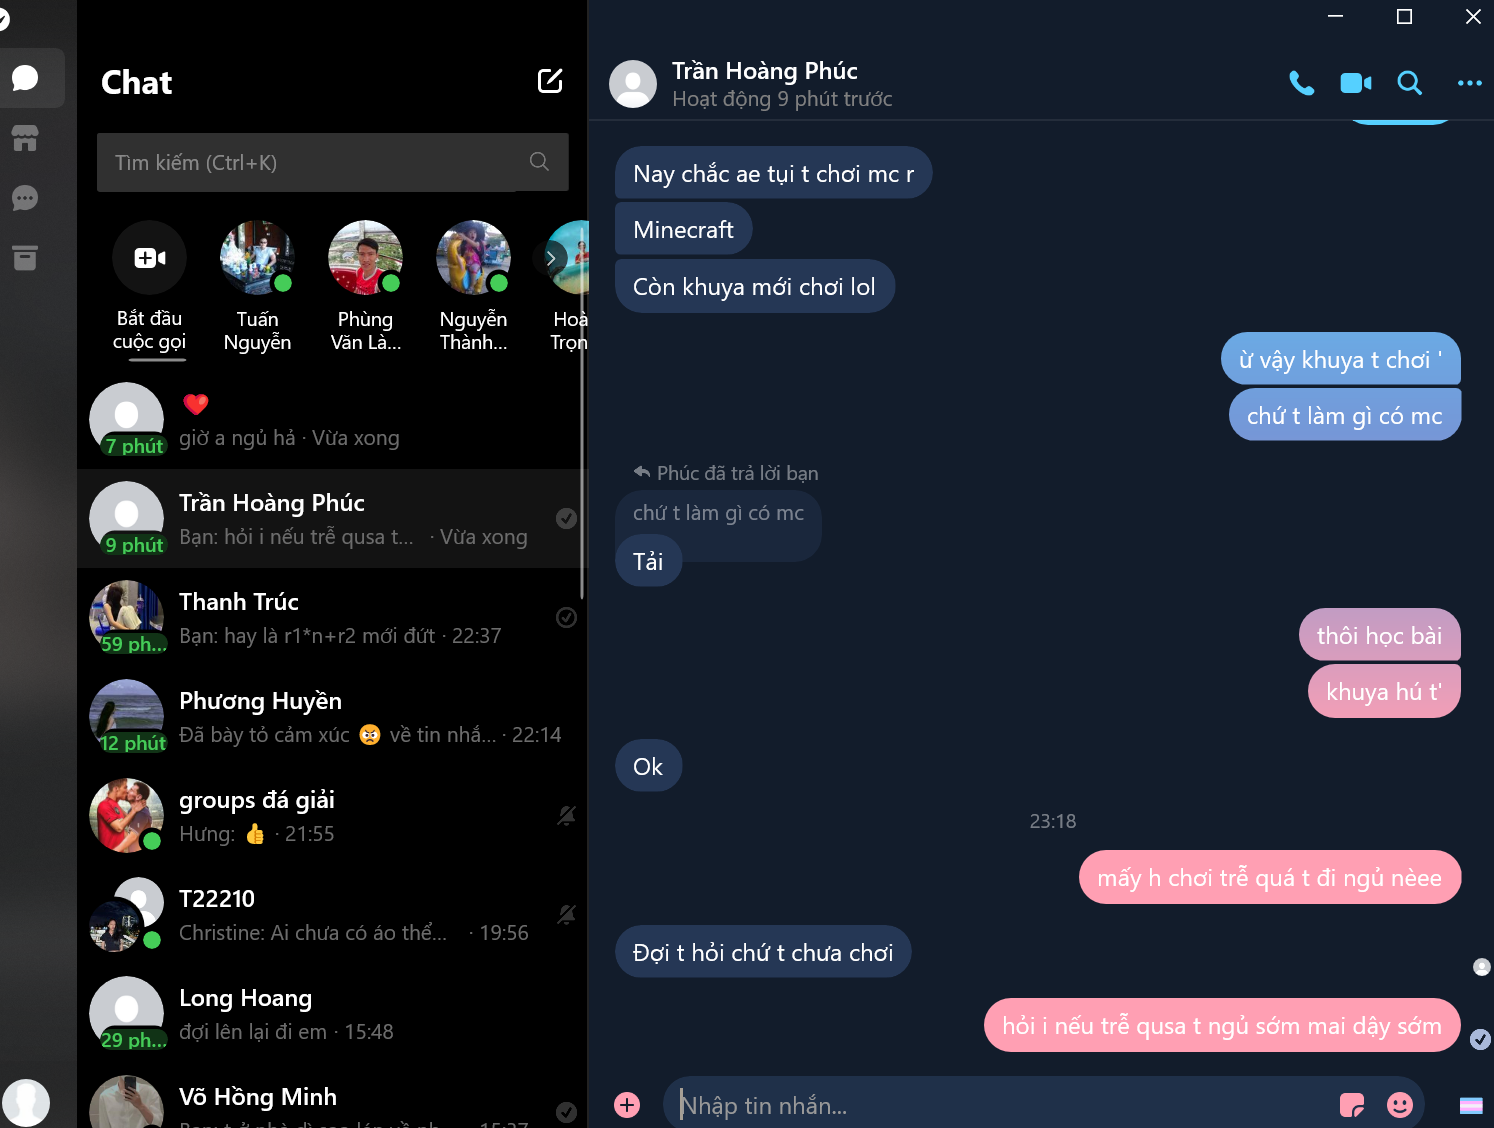 Chat
Tìm kiếm (Ctrl+K)
Bắt đầu
cuộc gọi
Tuấn
Nguyễn
Phùng
Văn Là...
Nguyễn
Thành...
Hoà
Trọn
giờ a ngủ hả · Vừa xong
7 phút
Trần Hoàng Phúc
Bạn: hỏi i nếu trễ qusa t... · Vừa xong
9 phút
Thanh Trúc
Bạn: hay là r1*n+r2 mới đứt · 22:37
59 ph...
Phương Huyền
Đã bày tỏ cảm xúc 😡 về tin nhắ... · 22:14
12 phút
groups đá giải
Hưng: 👍 · 21:55
T22210
Christine: Ai chưa có áo thể... · 19:56
Long Hoang
đợi lên lại đi em · 15:48
29 ph...
Võ Hồng Minh
Trần Hoàng Phúc
Hoạt động 9 phút trước
Nay chắc ae tụi t chơi mc r
Minecraft
Còn khuya mới chơi lol
ừ vậy khuya t chơi '
chứ t làm gì có mc
Phúc đã trả lời bạn
chứ t làm gì có mc
Tải
thôi học bài
khuya hú t'
Ok
23:18
mấy h chơi trễ quá t đi ngủ nèee
Đợi t hỏi chứ t chưa chơi
hỏi i nếu trễ qusa t ngủ sớm mai dậy sớm
Nhập tin nhắn...